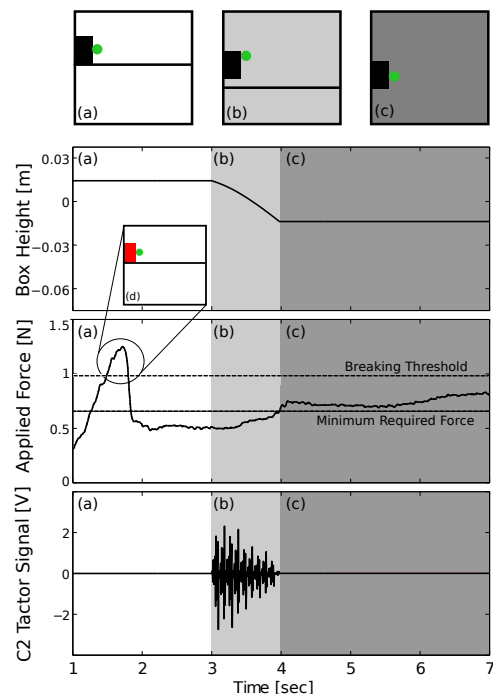 (a)
(b)
(c)
(a)
(b)
(c)
0.03
0
−0.03
−0.06
Box Height [m]
(d)
(a)
(b)
(c)
1.5
1
0.5
0
Applied Force [N]
Breaking Threshold
Minimum Required Force
(a)
(b)
(c)
2
0
−2
C2 Tactor Signal [V]
1
2
3
4
5
6
7
Time [sec]